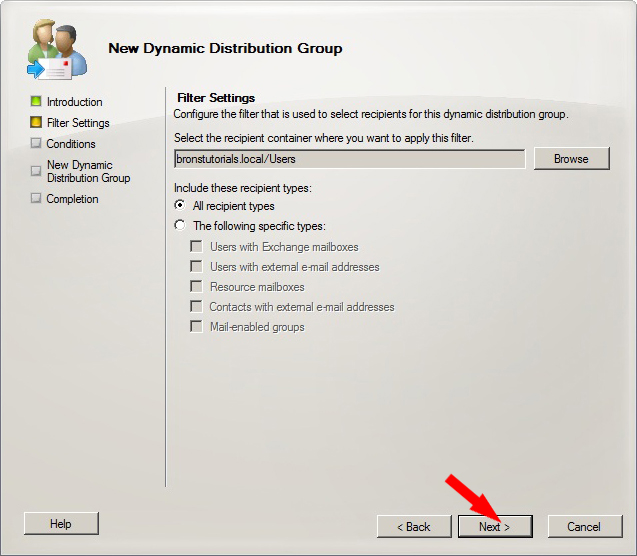 New Dynamic Distribution Group
Introduction
Filter Settings
Conditions
New Dynamic
Distribution Group
Completion
Filter Settings
Configure the filter that is used to select recipients for this dynamic distribution group.
Select the recipient container where you want to apply this filter.
bronstutorials.local/Users
Browse
Include these recipient types:
All recipient types
The following specific types:
Users with Exchange mailboxes
Users with external e-mail addresses
Resource mailboxes
Contacts with external e-mail addresses
Mail-enabled groups
Help
< Back
Next >
Cancel